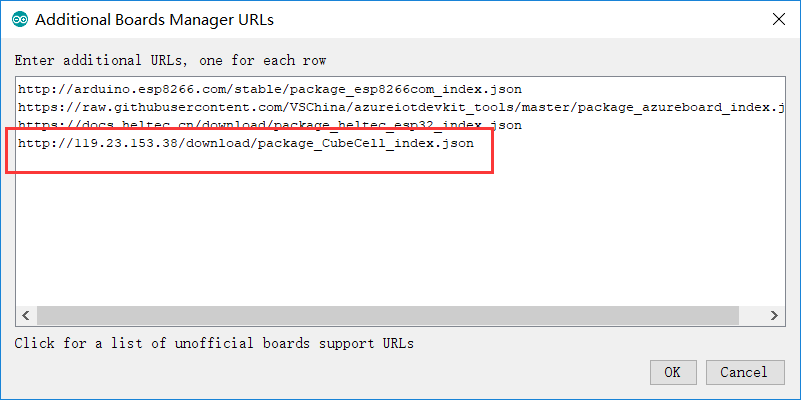 Additional Boards Manager URLs
Enter additional URLs, one for each row
http://arduino.esp8266.com/stable/package_esp8266com_index.json
https://raw.githubusercontent.com/VSChina/azureiotdevkit_tools/master/package_azureboard_index.j
https://docs.heltec.cn/download/package_heltec_esp32_index.json
http://119.23.153.38/download/package_CubeCell_index.json
Click for a list of unofficial boards support URLs
OK
Cancel